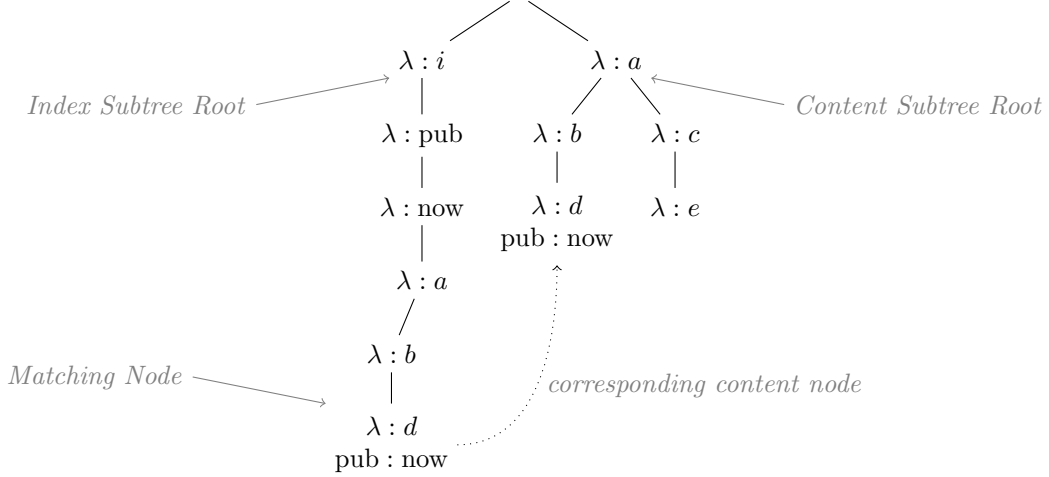 λ : i
λ : a
Index Subtree Root
Content Subtree Root
λ : pub
λ : b
λ : c
λ : now
λ : d
pub : now
λ : e
λ : a
λ : b
Matching Node
corresponding content node
λ : d
pub : now